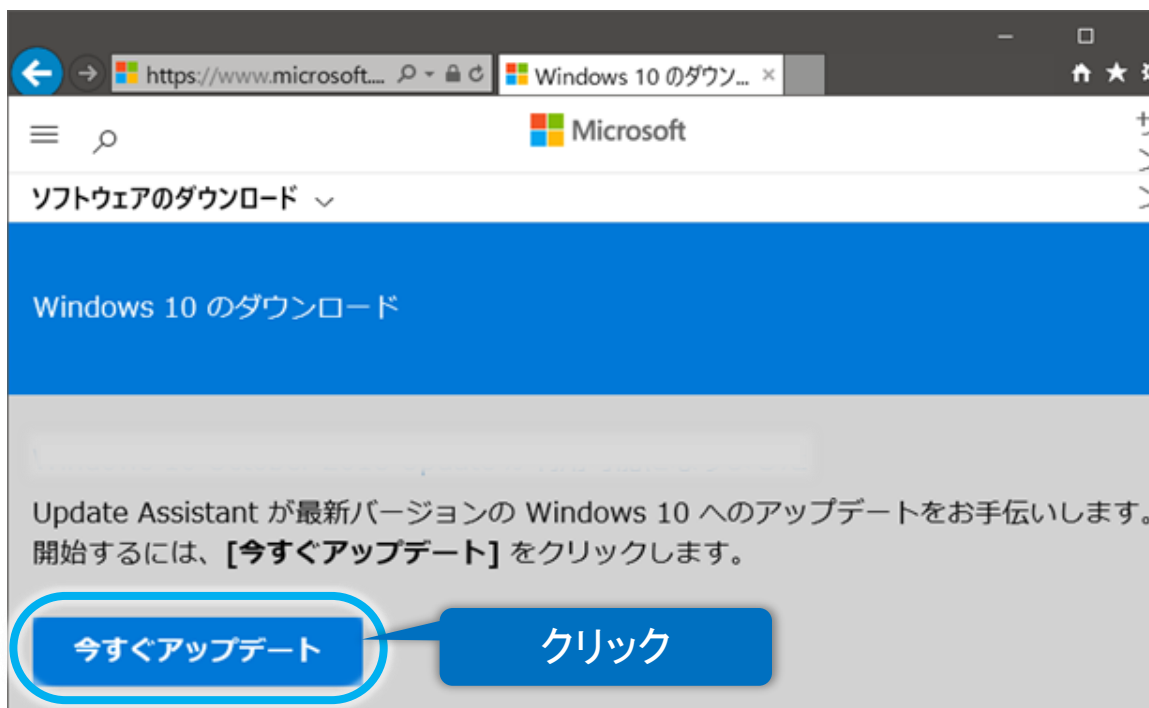 https://www.microsoft.... Windows 10 のダウン...
Microsoft
ソフトウェアのダウンロード
Windows 10 のダウンロード
Update Assistant が最新バージョンの Windows 10 へのアップデートをお手伝いします。
開始するには、[今すぐアップデート] をクリックします。
今すぐアップデート
クリック